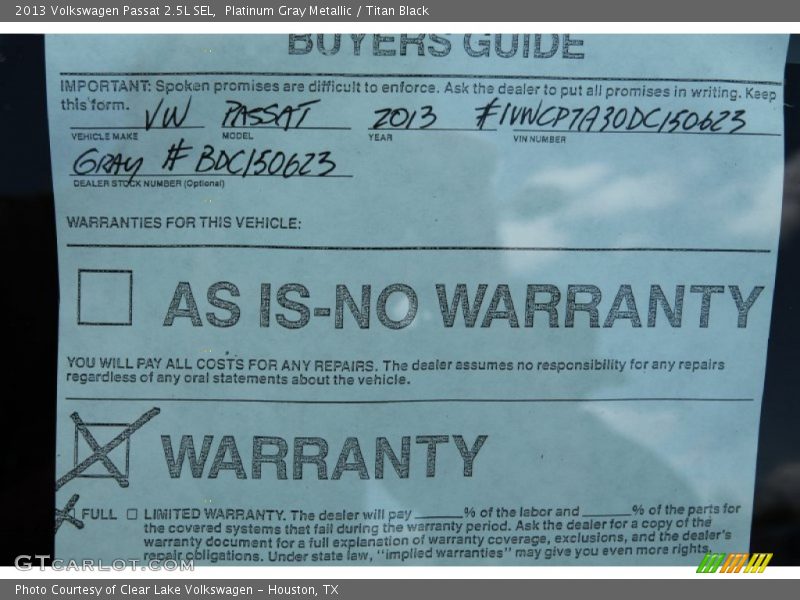 2013 Volkswagen Passat 2.5L SEL,  Platinum Gray Metallic / Titan Black
BUYERS GUIDE
IMPORTANT: Spoken promises are difficult to enforce. Ask the dealer to put all promises in writing. Keep
this form.
VW PASSAT 2013 #1VWCP7A30DC150623
VEHICLE MAKE MODEL YEAR VIN NUMBER
GRAY # BDC150623
DEALER STOCK NUMBER (Optional)
WARRANTIES FOR THIS VEHICLE:
AS IS-NO WARRANTY
YOU WILL PAY ALL COSTS FOR ANY REPAIRS. The dealer assumes no responsibility for any repairs
regardless of any oral statements about the vehicle.
WARRANTY
FULL LIMITED WARRANTY. The dealer will pay ______% of the labor and ______% of the parts for
the covered systems that fail during the warranty period. Ask the dealer for a copy of the
warranty document for a full explanation of warranty coverage, exclusions, and the dealer's
repair obligations. Under state law, "implied warranties" may give you even more rights.
GTCARLOT.COM
Photo Courtesy of Clear Lake Volkswagen – Houston, TX